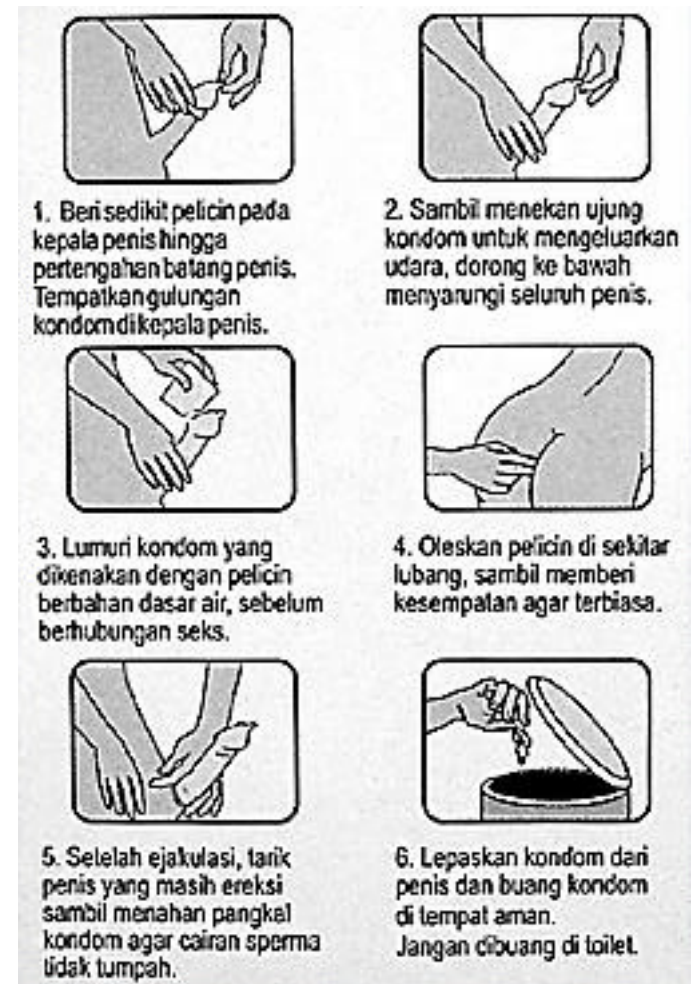 1. Beri sedikit pelicin pada
kepala penis hingga
pertengahan batang penis.
Tempatkan gulungan
kondom di kepala penis.
2. Sambil menekan ujung
kondom untuk mengeluarkan
udara, dorong ke bawah
menyarungi seluruh penis.
3. Lumuri kondom yang
dikenakan dengan pelicin
berbahan dasar air, sebelum
berhubungan seks.
4. Oleskan pelicin di sekitar
lubang, sambil memberi
kesempatan agar terbiasa.
5. Setelah ejakulasi, tarik
penis yang masih ereksi
sambil menahan pangkal
kondom agar cairan sperma
tidak tumpah.
6. Lepaskan kondom dari
penis dan buang kondom
di tempat aman.
Jangan dibuang di toilet.